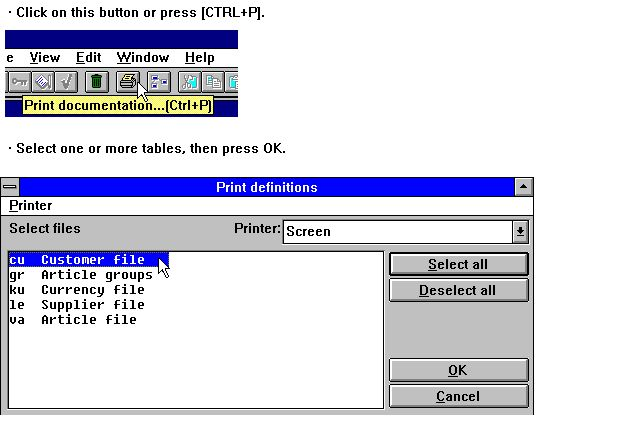 · Click on this button or press [CTRL+P].
e View Edit Window Help
Print documentation...(Ctrl+P)
· Select one or more tables, then press OK.
Print definitions
Printer
Select files Printer: Screen
cu Customer file
gr Article groups
ku Currency file
le Supplier file
va Article file
Select all
Deselect all
OK
Cancel